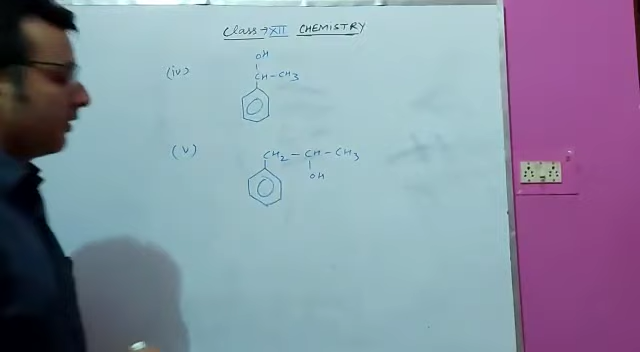 Class → XII CHEMISTRY
OH
(iv) CH-CH3
(v) CH2 - CH - CH3
OH